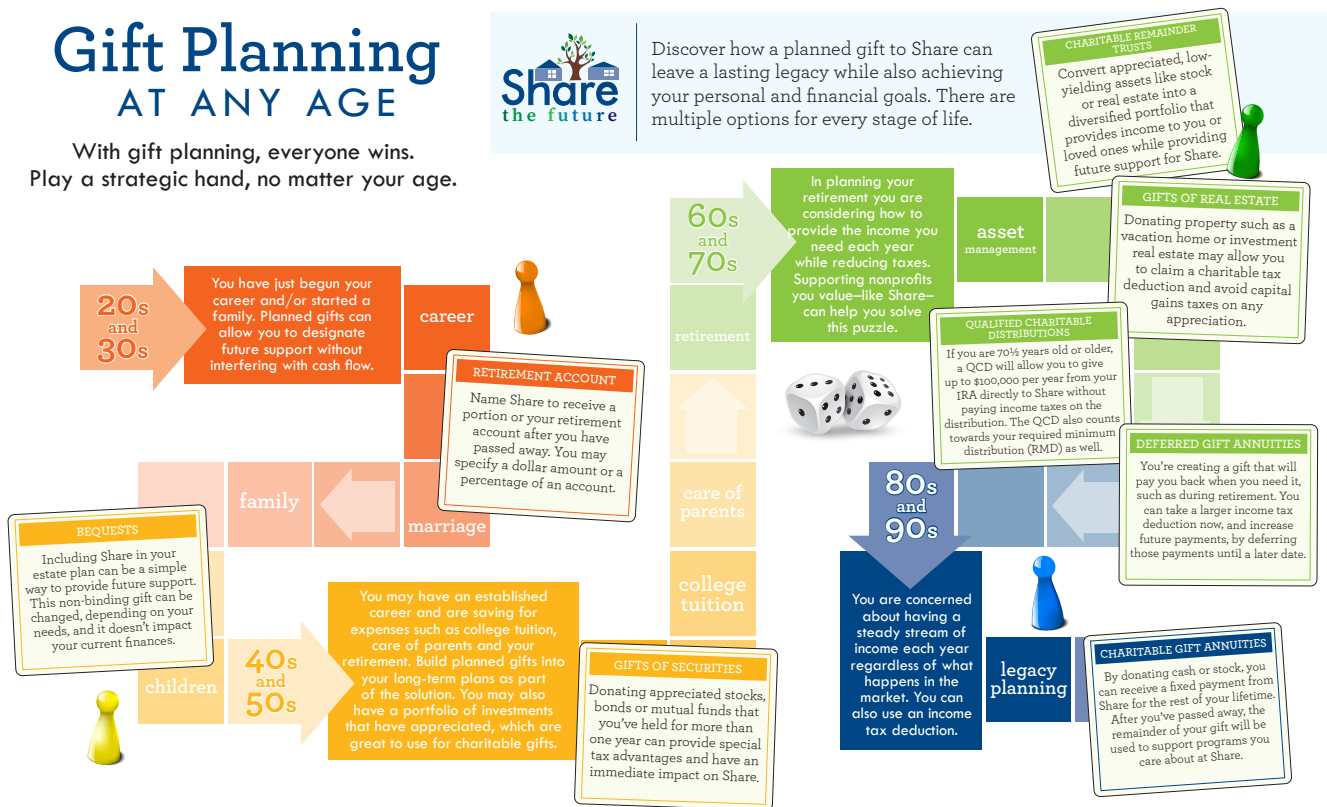 Gift Planning
AT ANY AGE
With gift planning, everyone wins.
Play a strategic hand, no matter your age.
Share
the future
Discover how a planned gift to Share can
leave a lasting legacy while also achieving
your personal and financial goals. There are
multiple options for every stage of life.
20s
and
30s
You have just begun your
career and/or started a
family. Planned gifts can
allow you to designate
future support without
interfering with cash flow.
career
RETIREMENT ACCOUNT
Name Share to receive a
portion or your retirement
account after you have
passed away. You may
specify a dollar amount or a
percentage of an account.
marriage
family
BEQUESTS
Including Share in your
estate plan can be a simple
way to provide future support.
This non-binding gift can be
changed, depending on your
needs, and it doesn't impact
your current finances.
children
40s
and
50s
You may have an established
career and are saving for
expenses such as college tuition,
care of parents and your
retirement. Build planned gifts into
your long-term plans as part
of the solution. You may also
have a portfolio of investments
that have appreciated, which are
great to use for charitable gifts.
GIFTS OF SECURITIES
Donating appreciated stocks,
bonds or mutual funds that
you've held for more than
one year can provide special
tax advantages and have an
immediate impact on Share.
college
tuition
care of
parents
retirement
60s
and
70s
In planning your
retirement you are
considering how to
provide the income you
need each year
while reducing taxes.
Supporting nonprofits
you value–like Share–
can help you solve
this puzzle.
asset
management
CHARITABLE REMAINDER
TRUSTS
Convert appreciated, low-
yielding assets like stock
or real estate into a
diversified portfolio that
provides income to you or
loved ones while providing
future support for Share.
GIFTS OF REAL ESTATE
Donating property such as a
vacation home or investment
real estate may allow you
to claim a charitable tax
deduction and avoid capital
gains taxes on any
appreciation.
QUALIFIED CHARITABLE
DISTRIBUTIONS
If you are 70½ years old or older,
a QCD will allow you to give
up to $100,000 per year from your
IRA directly to Share without
paying income taxes on the
distribution. The QCD also counts
towards your required minimum
distribution (RMD) as well.
DEFERRED GIFT ANNUITIES
You're creating a gift that will
pay you back when you need it,
such as during retirement. You
can take a larger income tax
deduction now, and increase
future payments, by deferring
those payments until a later date.
80s
and
90s
You are concerned
about having a
steady stream of
income each year
regardless of what
happens in the
market. You can
also use an income
tax deduction.
legacy
planning
CHARITABLE GIFT ANNUITIES
By donating cash or stock, you
can receive a fixed payment from
Share for the rest of your lifetime.
After you've passed away, the
remainder of your gift will be
used to support programs you
care about at Share.